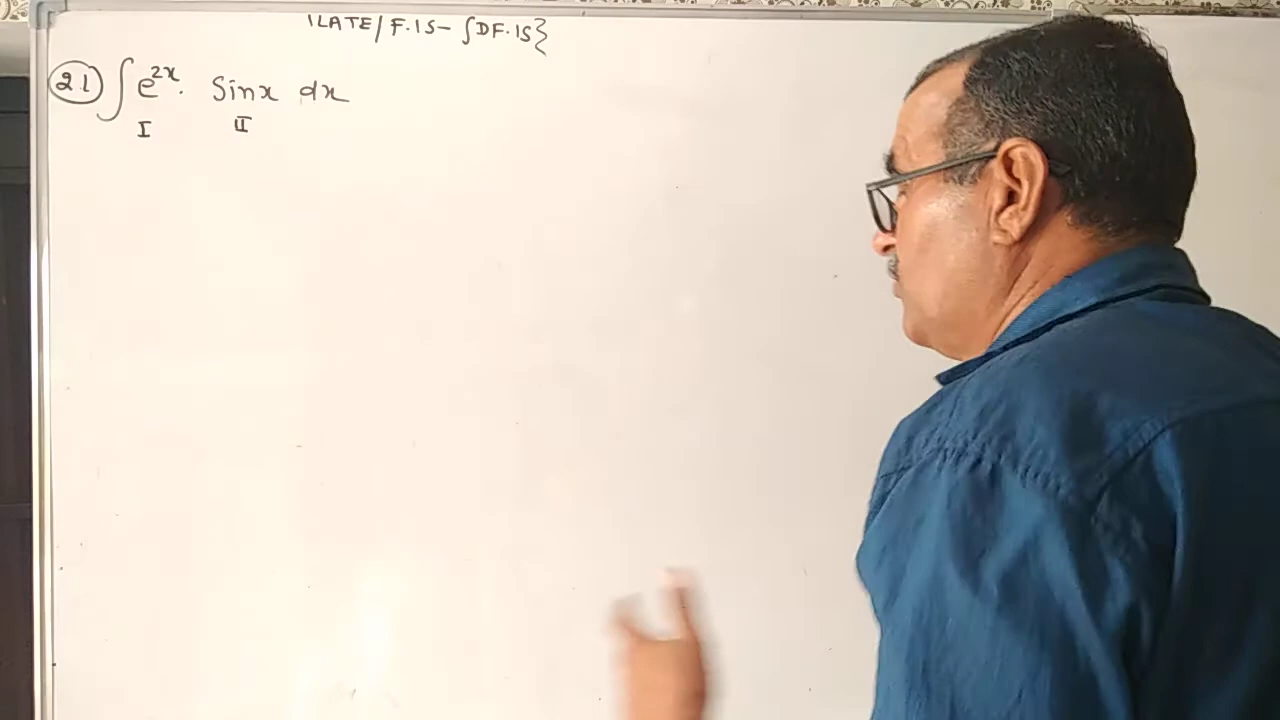 ILATE/ F.IS- ∫DF.IS}
(21) ∫e^{2x}. Sinx dx
I II